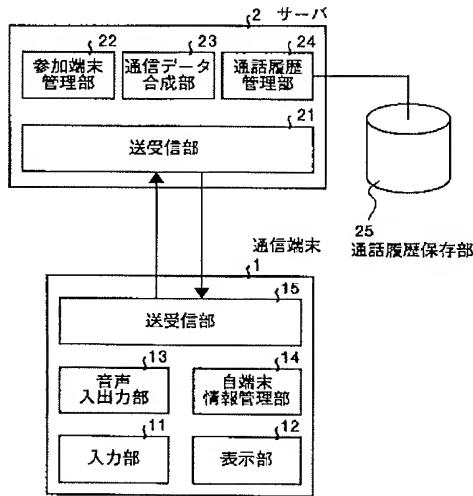 2 サーバ
22 23 24
参加端末 通信データ 通話履歴
管理部 合成部 管理部
21
送受信部
25
通話履歴保存部
通信端末
1
15
送受信部
13 14
音声 自端末
入出力部 情報管理部
11 12
入力部 表示部